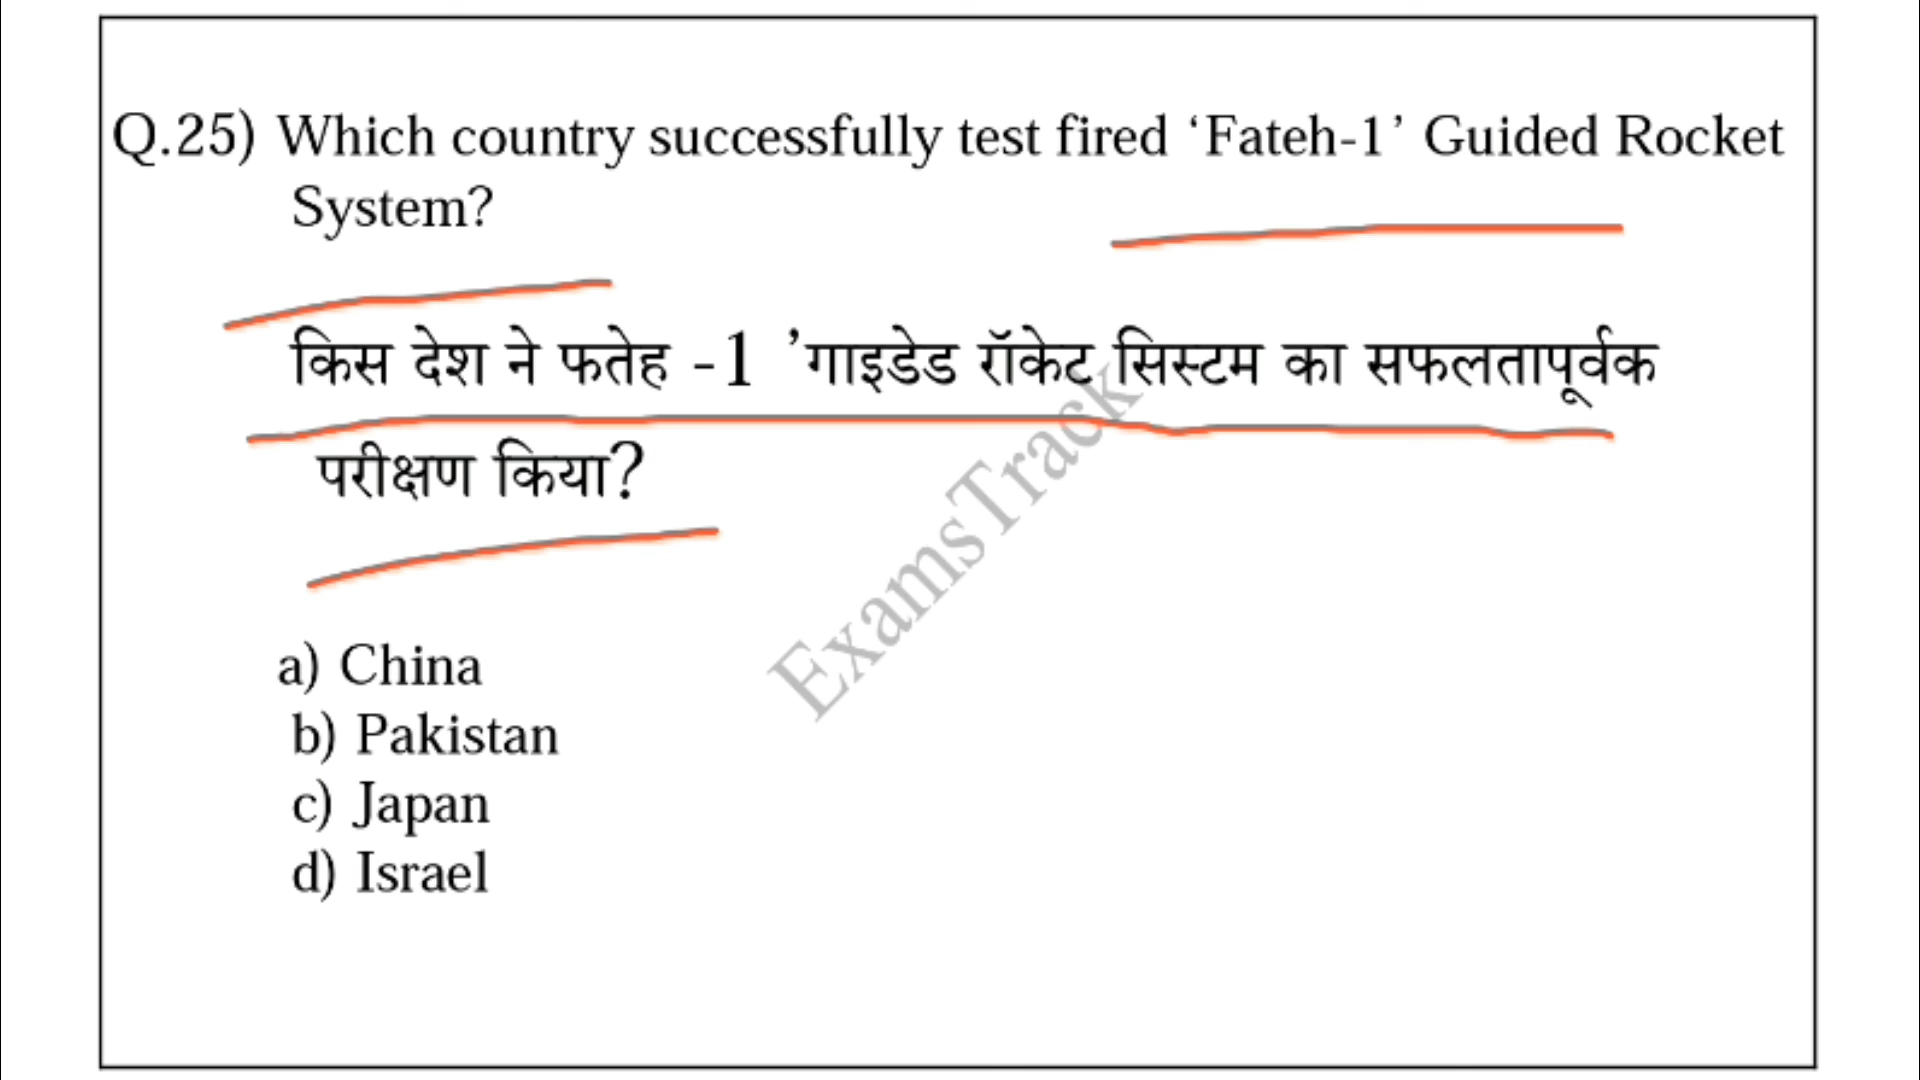 Q.25) Which country successfully test fired ‘Fateh-1’ Guided Rocket
System?
किस देश ने फतेह -1 ’गाइडेड रॉकेट सिस्टम का सफलतापूर्वक
परीक्षण किया?
ExamsTrack
a) China
b) Pakistan
c) Japan
d) Israel